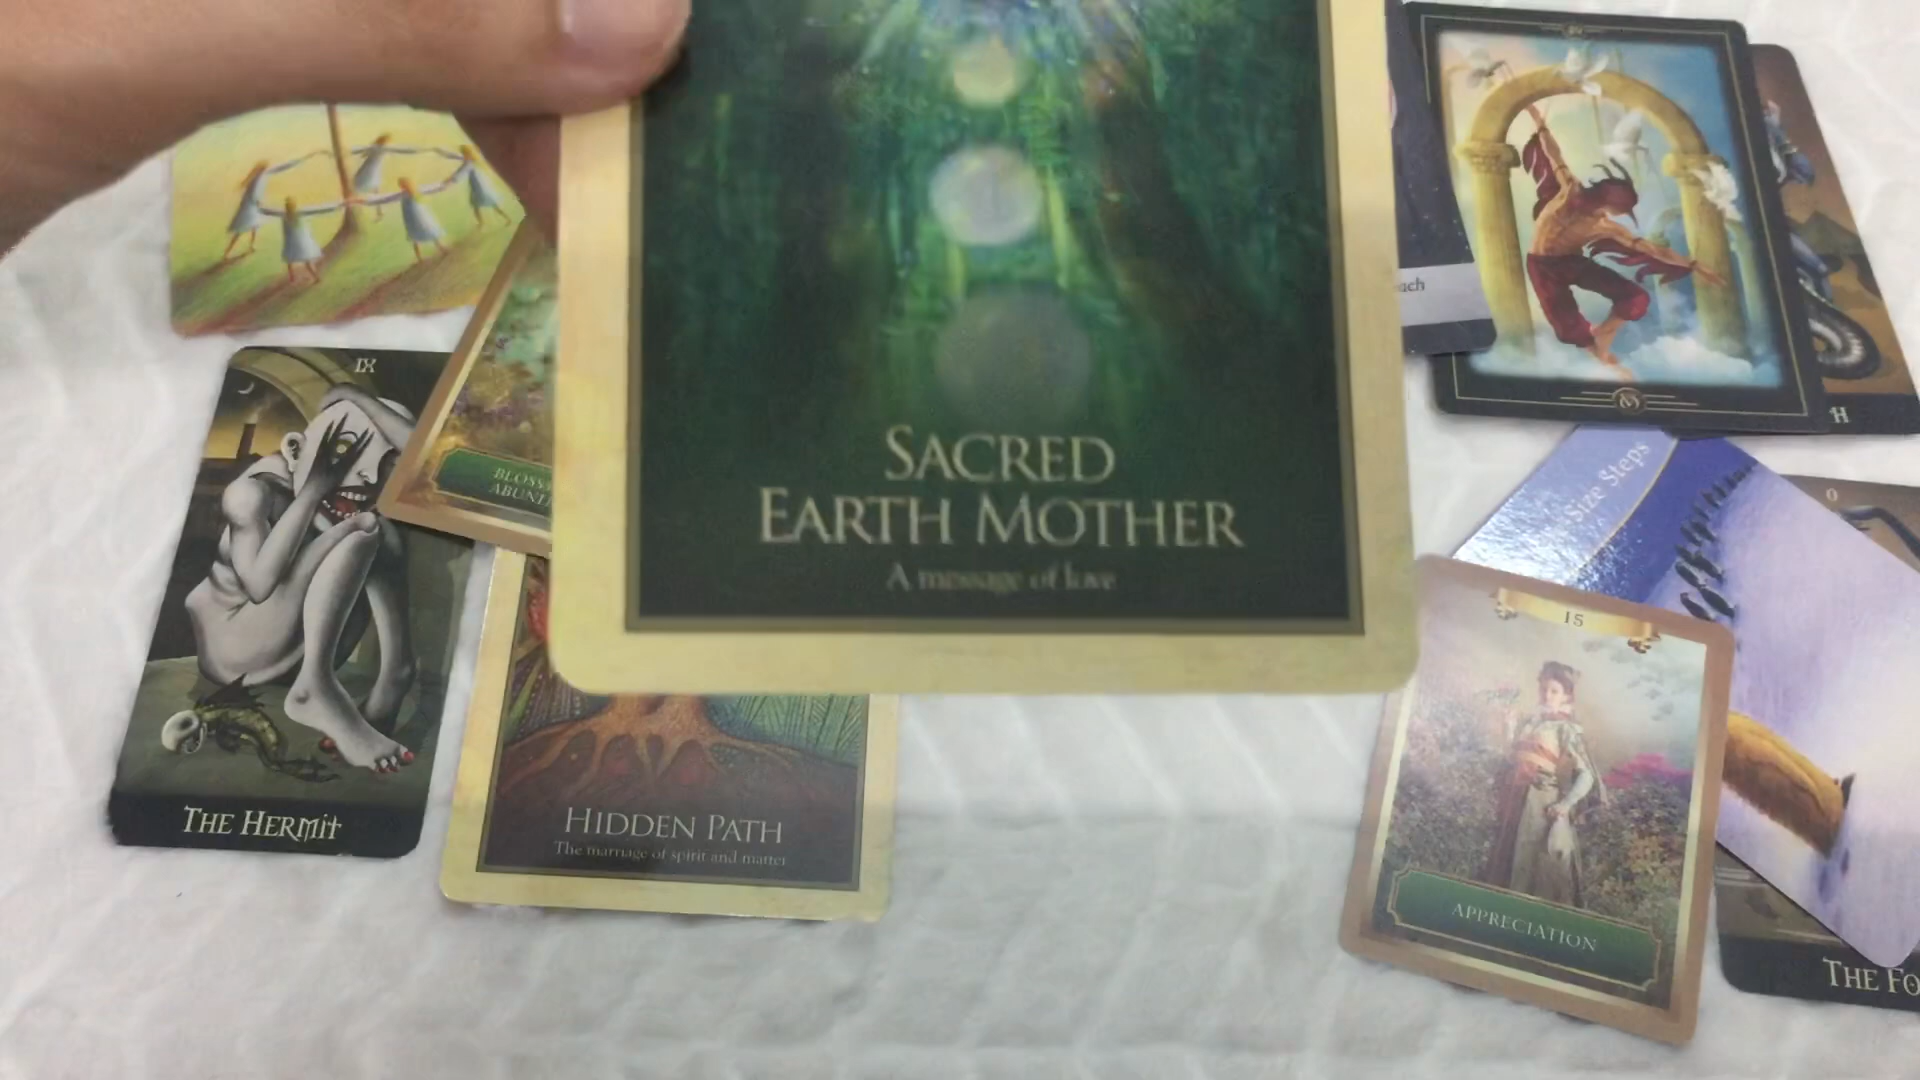 SACRED
EARTH MOTHER
A message of love
IX
THE HERMIT
HIDDEN PATH
The marriage of spirit and matter
Size Steps
0
15
APPRECIATION
THE